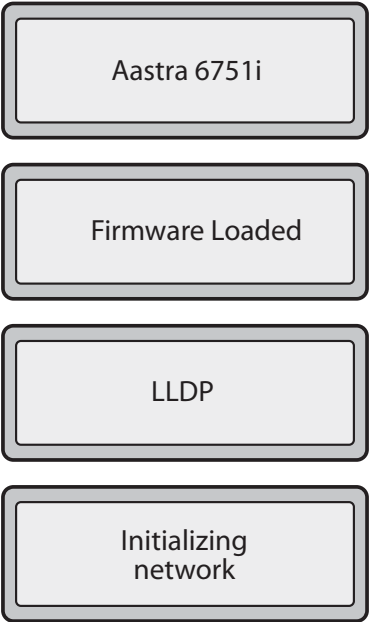 Aastra 6751i
Firmware Loaded
LLDP
Initializing
network